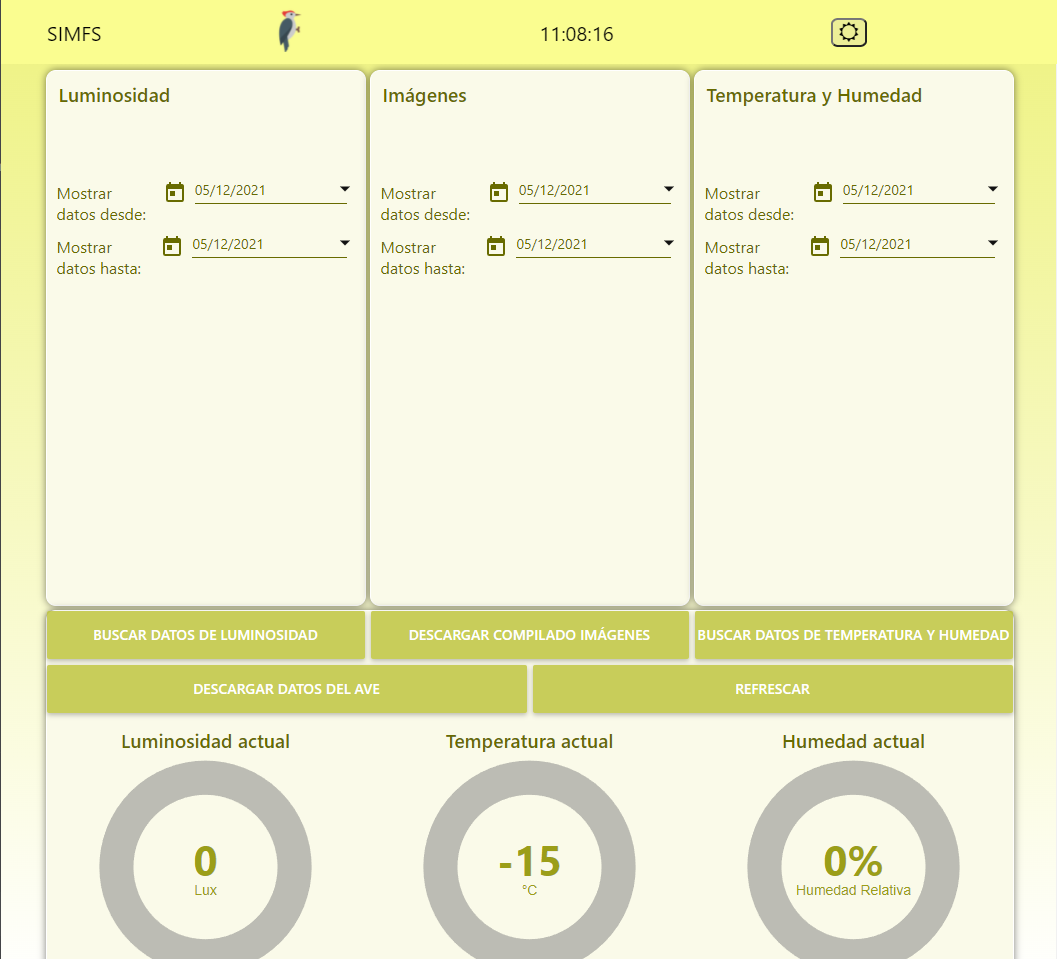 SIMFS
11:08:16
Luminosidad
Mostrar
datos desde:
05/12/2021
Mostrar
datos hasta:
05/12/2021
Imágenes
Mostrar
datos desde:
05/12/2021
Mostrar
datos hasta:
05/12/2021
Temperatura y Humedad
Mostrar
datos desde:
05/12/2021
Mostrar
datos hasta:
05/12/2021
BUSCAR DATOS DE LUMINOSIDAD
DESCARGAR COMPILADO IMÁGENES
BUSCAR DATOS DE TEMPERATURA Y HUMEDAD
DESCARGAR DATOS DEL AVE
REFRESCAR
Luminosidad actual
0
Lux
Temperatura actual
-15
°C
Humedad actual
0%
Humedad Relativa